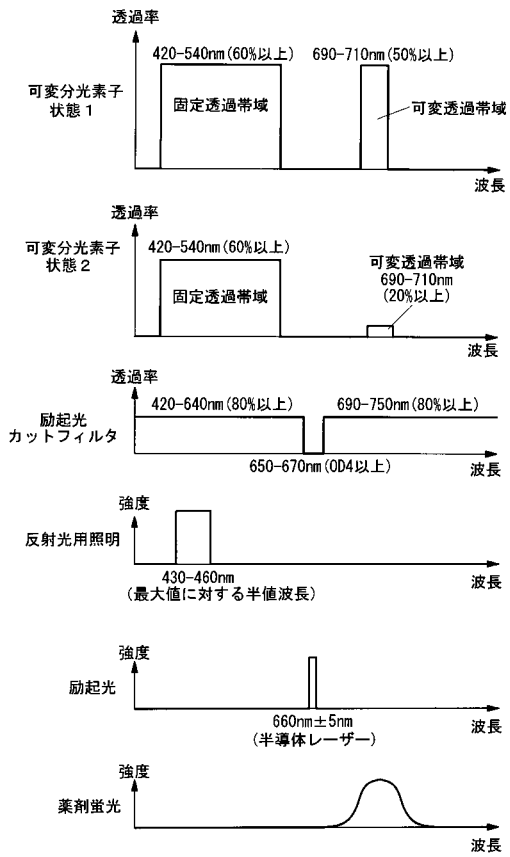 透過率
420-540nm(60%以上)
690-710nm(50%以上)
可変分光素子
状態1
固定透過帯域
可変透過帯域
波長
透過率
可変分光素子
状態2
420-540nm(60%以上)
固定透過帯域
可変透過帯域
690-710nm
(20%以上)
波長
透過率
励起光
カットフィルタ
420-640nm(80%以上)
690-750nm(80%以上)
650-670nm(OD4以上)
波長
強度
反射光用照明
430-460nm
(最大値に対する半値波長)
波長
強度
励起光
660nm±5nm
(半導体レーザー)
波長
強度
薬剤蛍光
波長